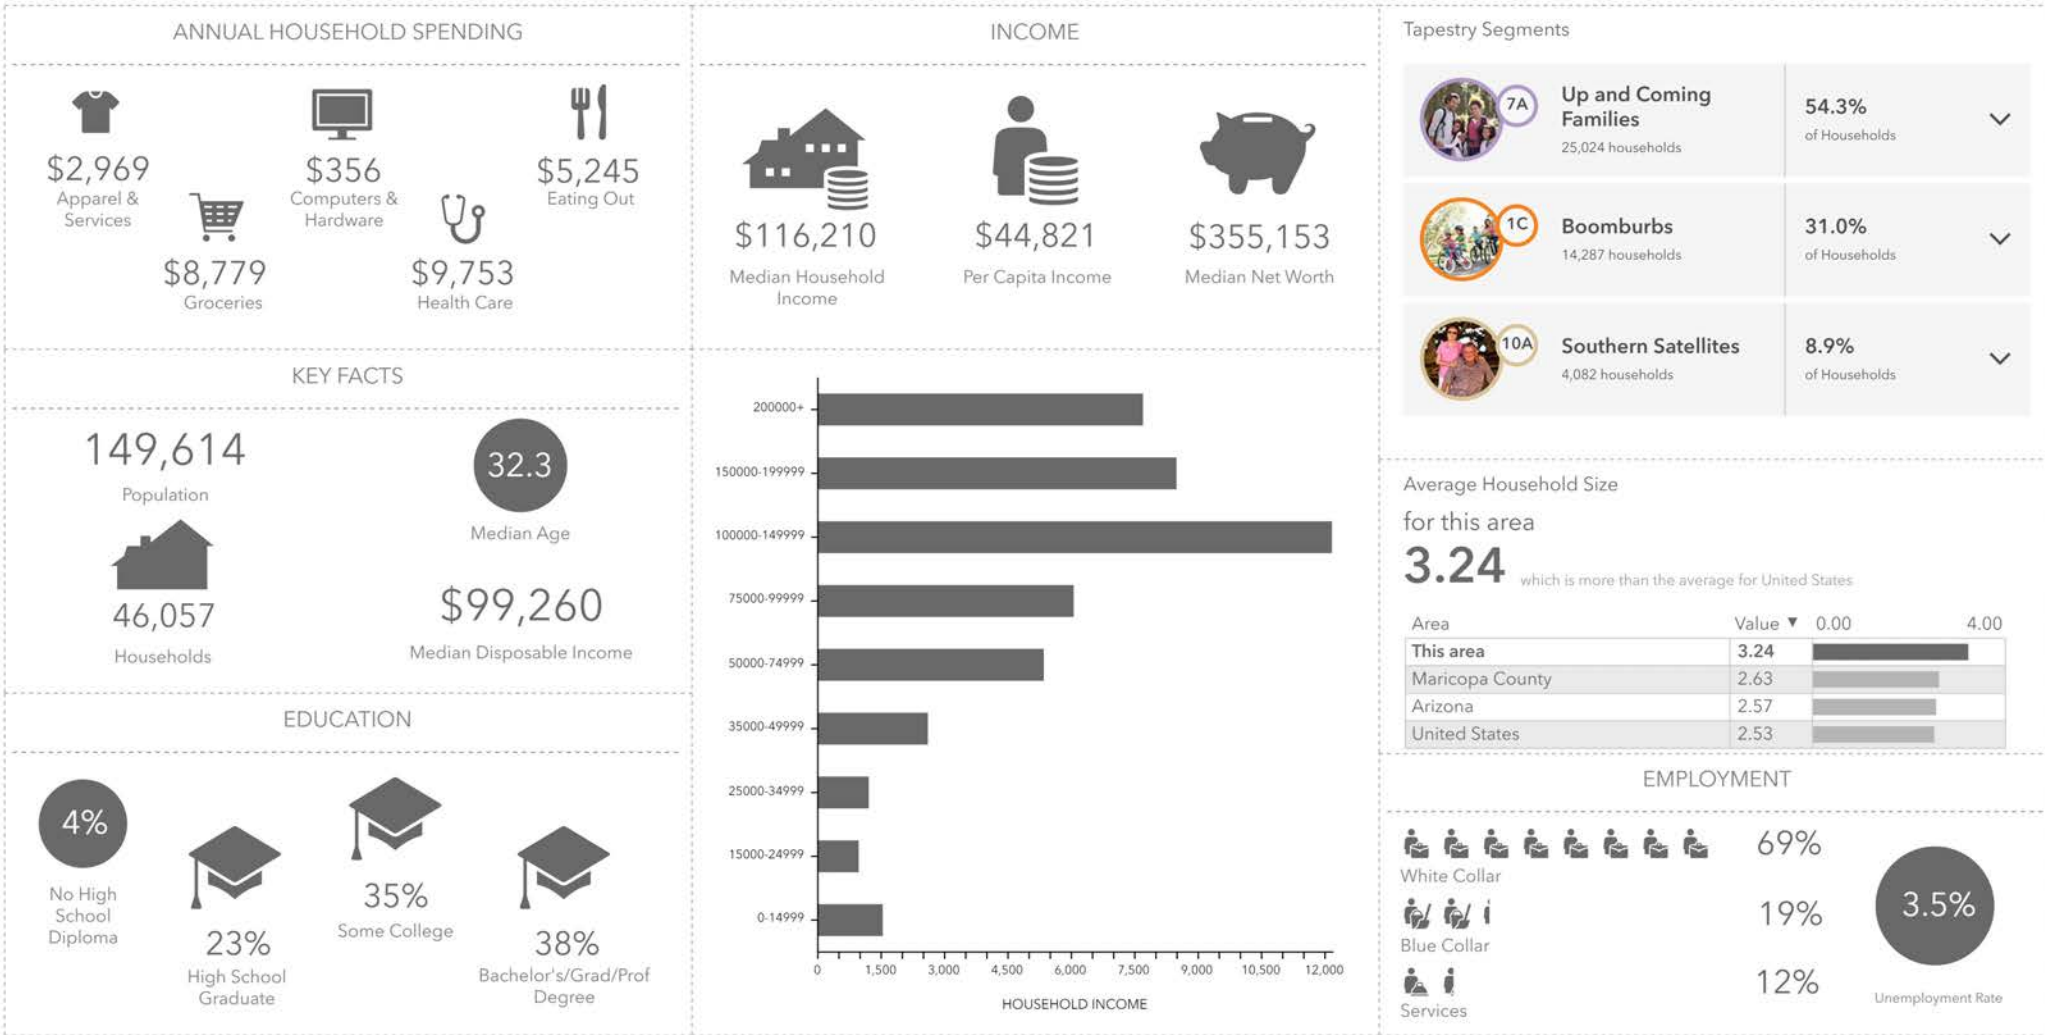 ANNUAL HOUSEHOLD SPENDING
$2,969
Apparel &
Services
$356
Computers &
Hardware
$5,245
Eating Out
$8,779
Groceries
$9,753
Health Care
KEY FACTS
149,614
Population
32.3
Median Age
46,057
Households
$99,260
Median Disposable Income
EDUCATION
4%
No High
School
Diploma
23%
High School
Graduate
35%
Some College
38%
Bachelor's/Grad/Prof
Degree
INCOME
$116,210
Median Household
Income
$44,821
Per Capita Income
$355,153
Median Net Worth
200000+
150000-199999
100000-149999
75000-99999
50000-74999
35000-49999
25000-34999
15000-24999
0-14999
0 1,500 3,000 4,500 6,000 7,500 9,000 10,500 12,000
HOUSEHOLD INCOME
Tapestry Segments
7A
Up and Coming
Families
25,024 households
54.3%
of Households
1C
Boomburbs
14,287 households
31.0%
of Households
10A
Southern Satellites
4,082 households
8.9%
of Households
Average Household Size
for this area
3.24 which is more than the average for United States
Area Value ▼ 0.00 4.00
This area 3.24
Maricopa County 2.63
Arizona 2.57
United States 2.53
EMPLOYMENT
69%
White Collar
19%
Blue Collar
12%
Services
3.5%
Unemployment Rate